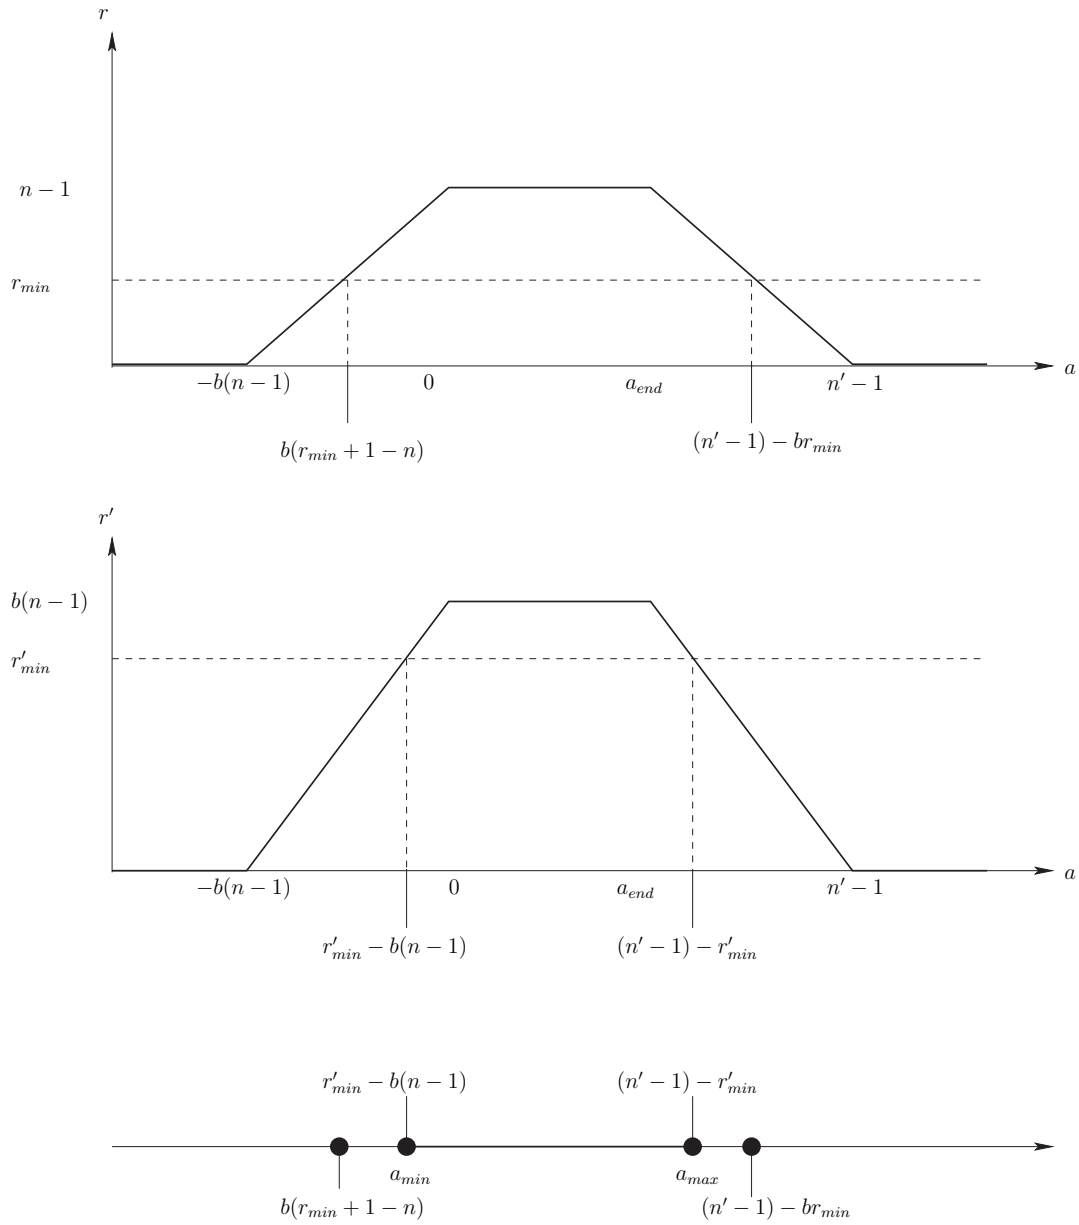 r
n − 1
r_min
−b(n − 1) 0 a_end n′ − 1 a
b(r_min + 1 − n) (n′ − 1) − br_min
r′
b(n − 1)
r′_min
−b(n − 1) 0 a_end n′ − 1 a
r′_min − b(n − 1) (n′ − 1) − r′_min
r′_min − b(n − 1) (n′ − 1) − r′_min
a_min a_max
b(r_min + 1 − n) (n′ − 1) − br_min